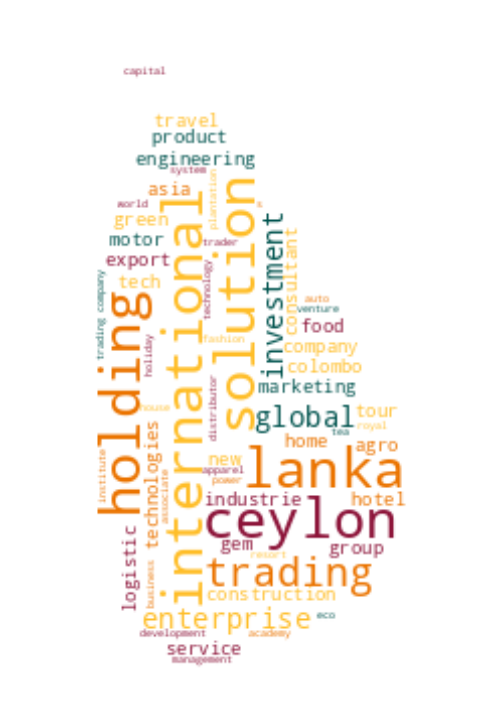 capital
travel
product
engineering
system
asia
plantation
world
s
green
international
solution
investment
motor
trader
consultant
export
technology
trading company
tech
holding
auto
venture
food
holiday
fashion
company
colombo
distributor
marketing
house
global
tour
royal
tea
technologies
home
agro
institute
new
lanka
associate
apparel
power
industrie
hotel
ceylon
logistic
gem
group
resort
business
trading
construction
enterprise
eco
development
academy
service
management